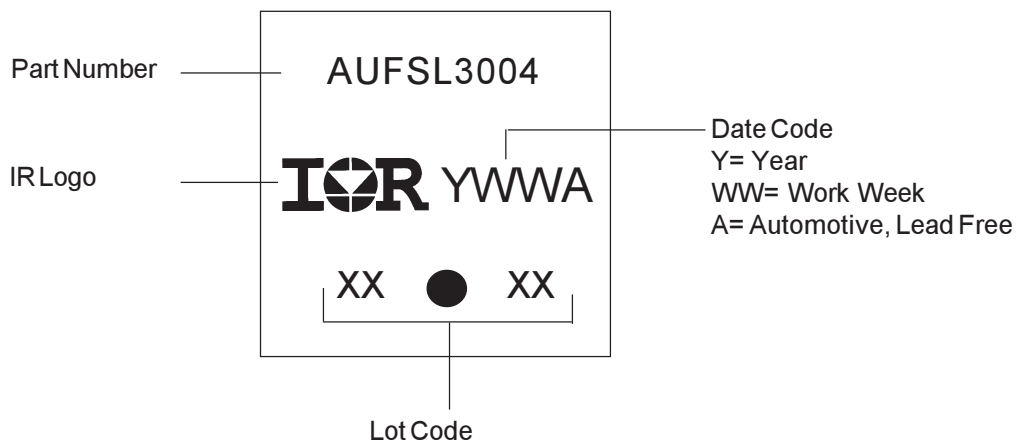 Part Number
AUFSL3004
IR Logo
IOR YWWA
Date Code
Y= Year
WW= Work Week
A= Automotive, Lead Free
XX XX
Lot Code